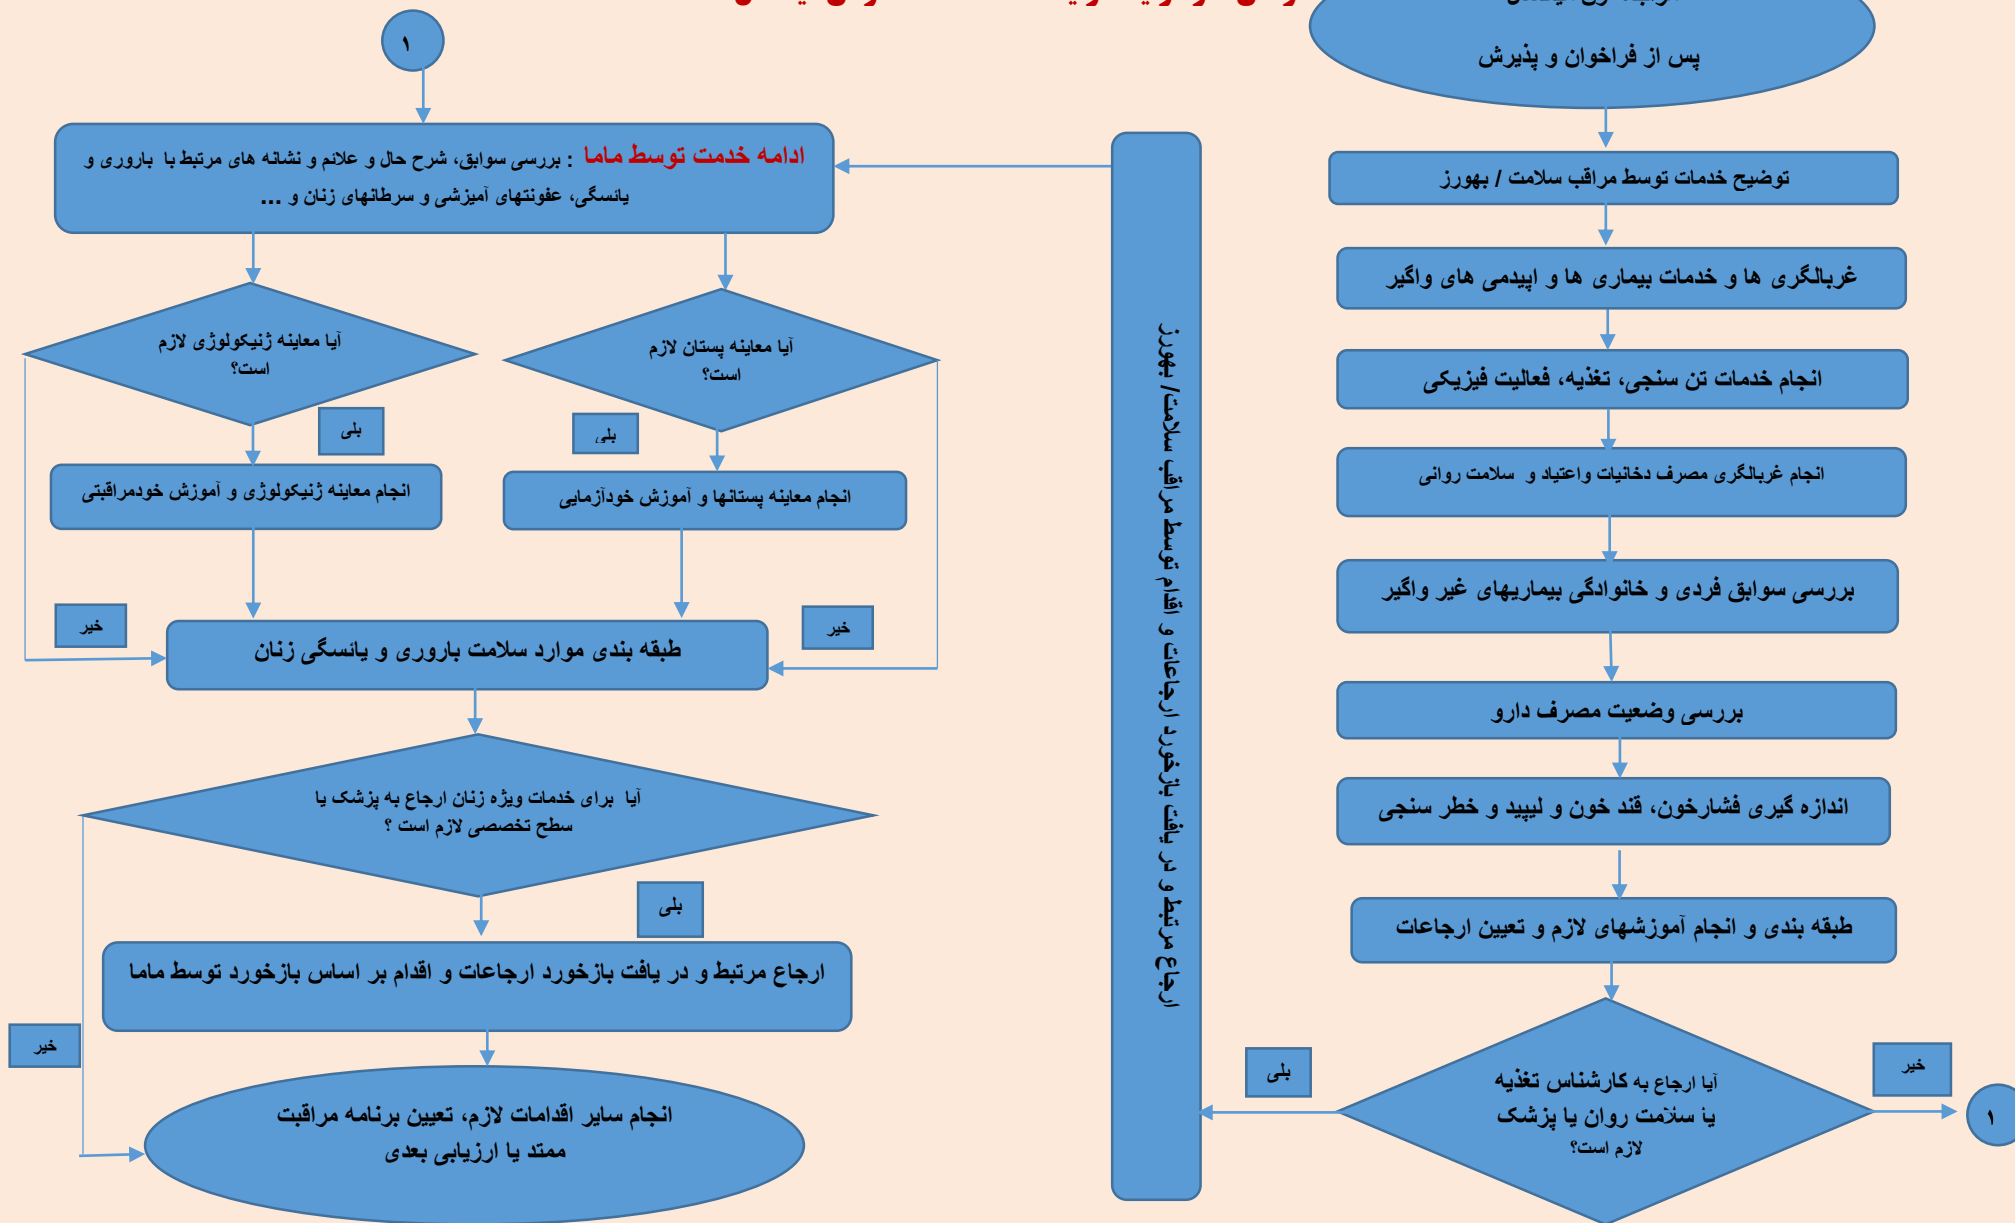 پس از فراخوان و پذیرش
توضیح خدمات توسط مراقب سلامت / بهورز
غربالگری ها و خدمات بیماری ها و اپیدمی های واگیر
انجام خدمات تن سنجی، تغذیه، فعالیت فیزیکی
انجام غربالگری مصرف دخانیات واعتیاد و سلامت روانی
بررسی سوابق فردی و خانوادگی بیماریهای غیر واگیر
بررسی وضعیت مصرف دارو
اندازه گیری فشارخون، قند خون و لیپید و خطر سنجی
طبقه بندی و انجام آموزشهای لازم و تعیین ارجاعات
آیا ارجاع به کارشناس تغذیه
یا سلامت روان یا پزشک
لازم است؟
خیر
۱
بلی
ارجاع مرتبط و در یافت بازخورد ارجاعات و اقدام توسط مراقب سلامت/ بهورز
۱
ادامه خدمت توسط ماما : بررسی سوابق، شرح حال و علائم و نشانه های مرتبط با باروری و
یائسگی، عفونتهای آمیزشی و سرطانهای زنان و ...
آیا معاینه پستان لازم
است؟
آیا معاینه ژنیکولوژی لازم
است؟
بلی
بلی
انجام معاینه پستانها و آموزش خودآزمایی
انجام معاینه ژنیکولوژی و آموزش خودمراقبتی
خیر
خیر
طبقه بندی موارد سلامت باروری و یائسگی زنان
آیا برای خدمات ویژه زنان ارجاع به پزشک یا
سطح تخصصی لازم است ؟
بلی
ارجاع مرتبط و در یافت بازخورد ارجاعات و اقدام بر اساس بازخورد توسط ماما
خیر
انجام سایر اقدامات لازم، تعیین برنامه مراقبت
ممتد یا ارزیابی بعدی